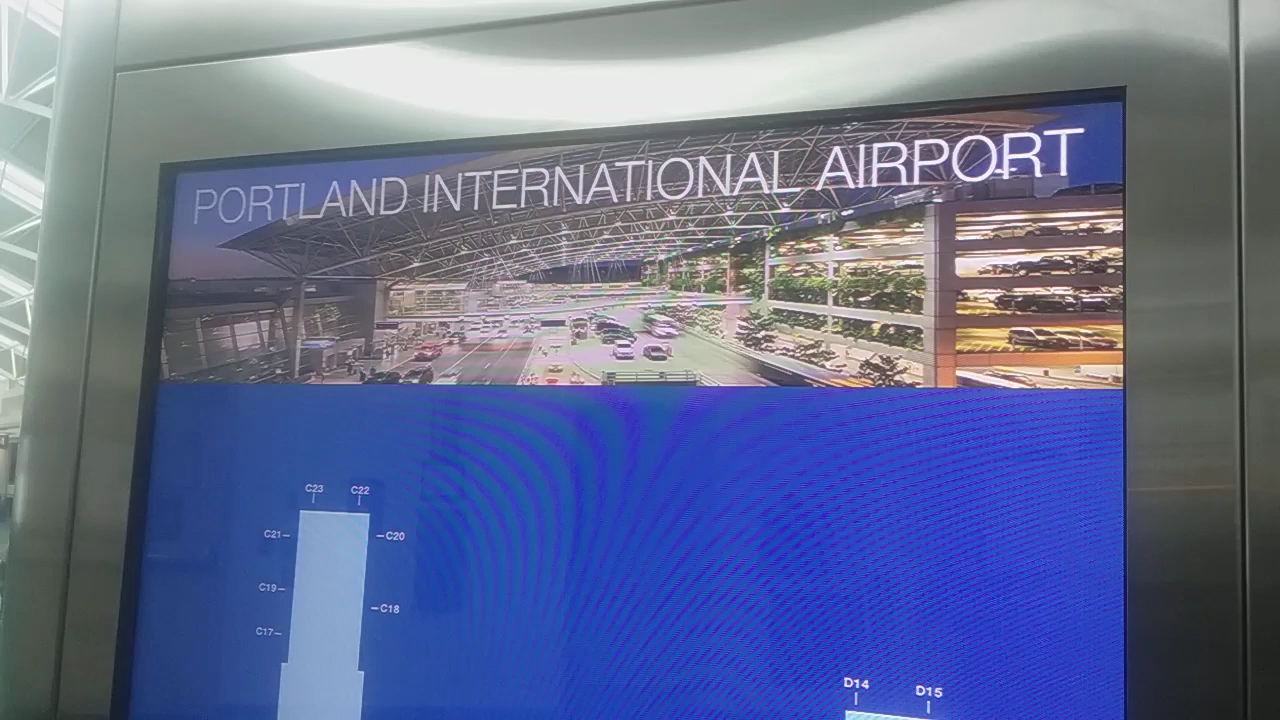 PORTLAND INTERNATIONAL AIRPORT
C23 C22
C21 C20
C19
C18
C17
D14 D15